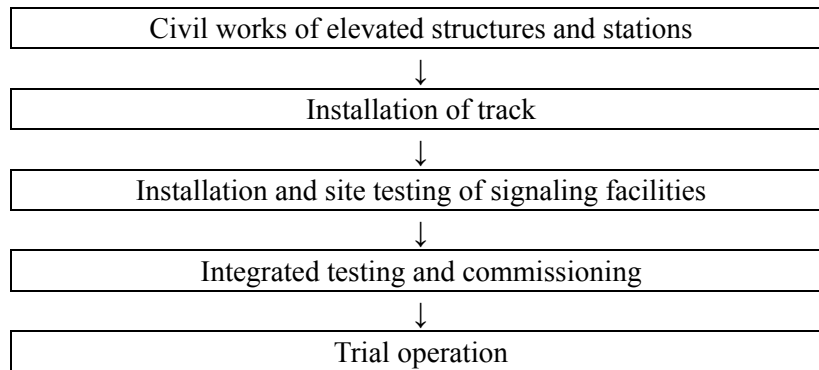 Civil works of elevated structures and stations
↓
Installation of track
↓
Installation and site testing of signaling facilities
↓
Integrated testing and commissioning
↓
Trial operation